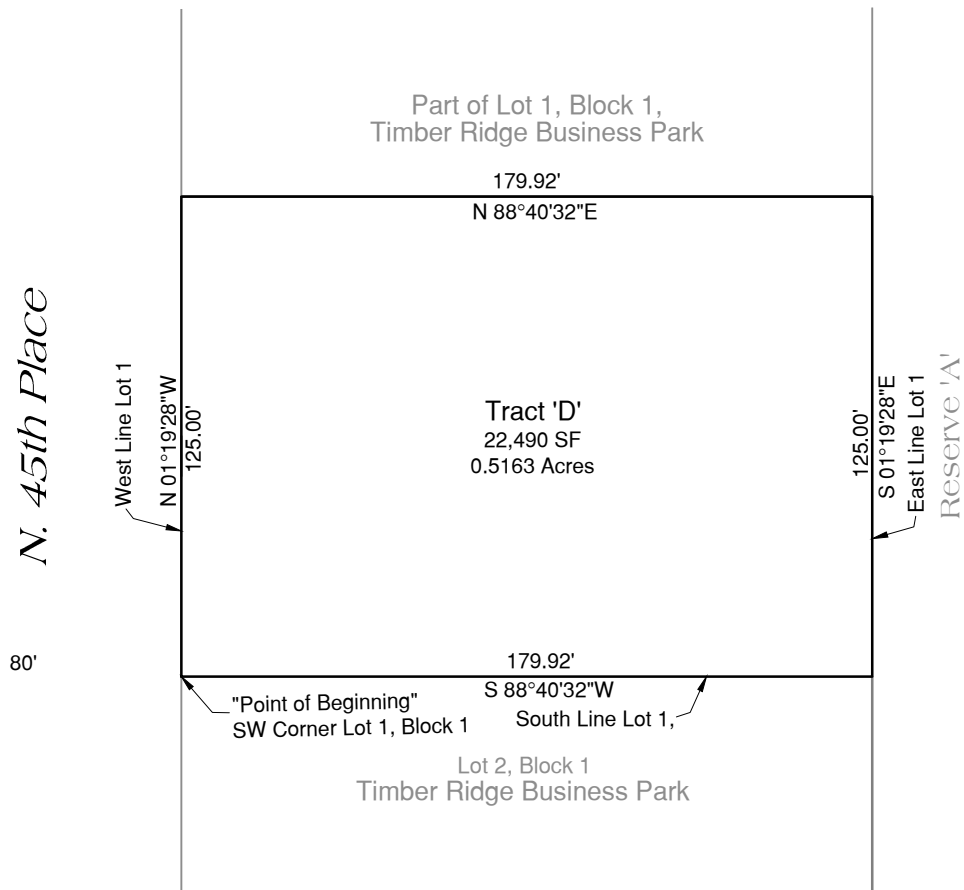 Part of Lot 1, Block 1,
Timber Ridge Business Park
179.92'
N 88°40'32"E
N. 45th Place
West Line Lot 1
N 01°19'28"W
125.00'
Tract 'D'
22,490 SF
0.5163 Acres
125.00'
S 01°19'28"E
East Line Lot 1
Reserve 'A'
80'
179.92'
S 88°40'32"W
"Point of Beginning"
SW Corner Lot 1, Block 1
South Line Lot 1,
Lot 2, Block 1
Timber Ridge Business Park